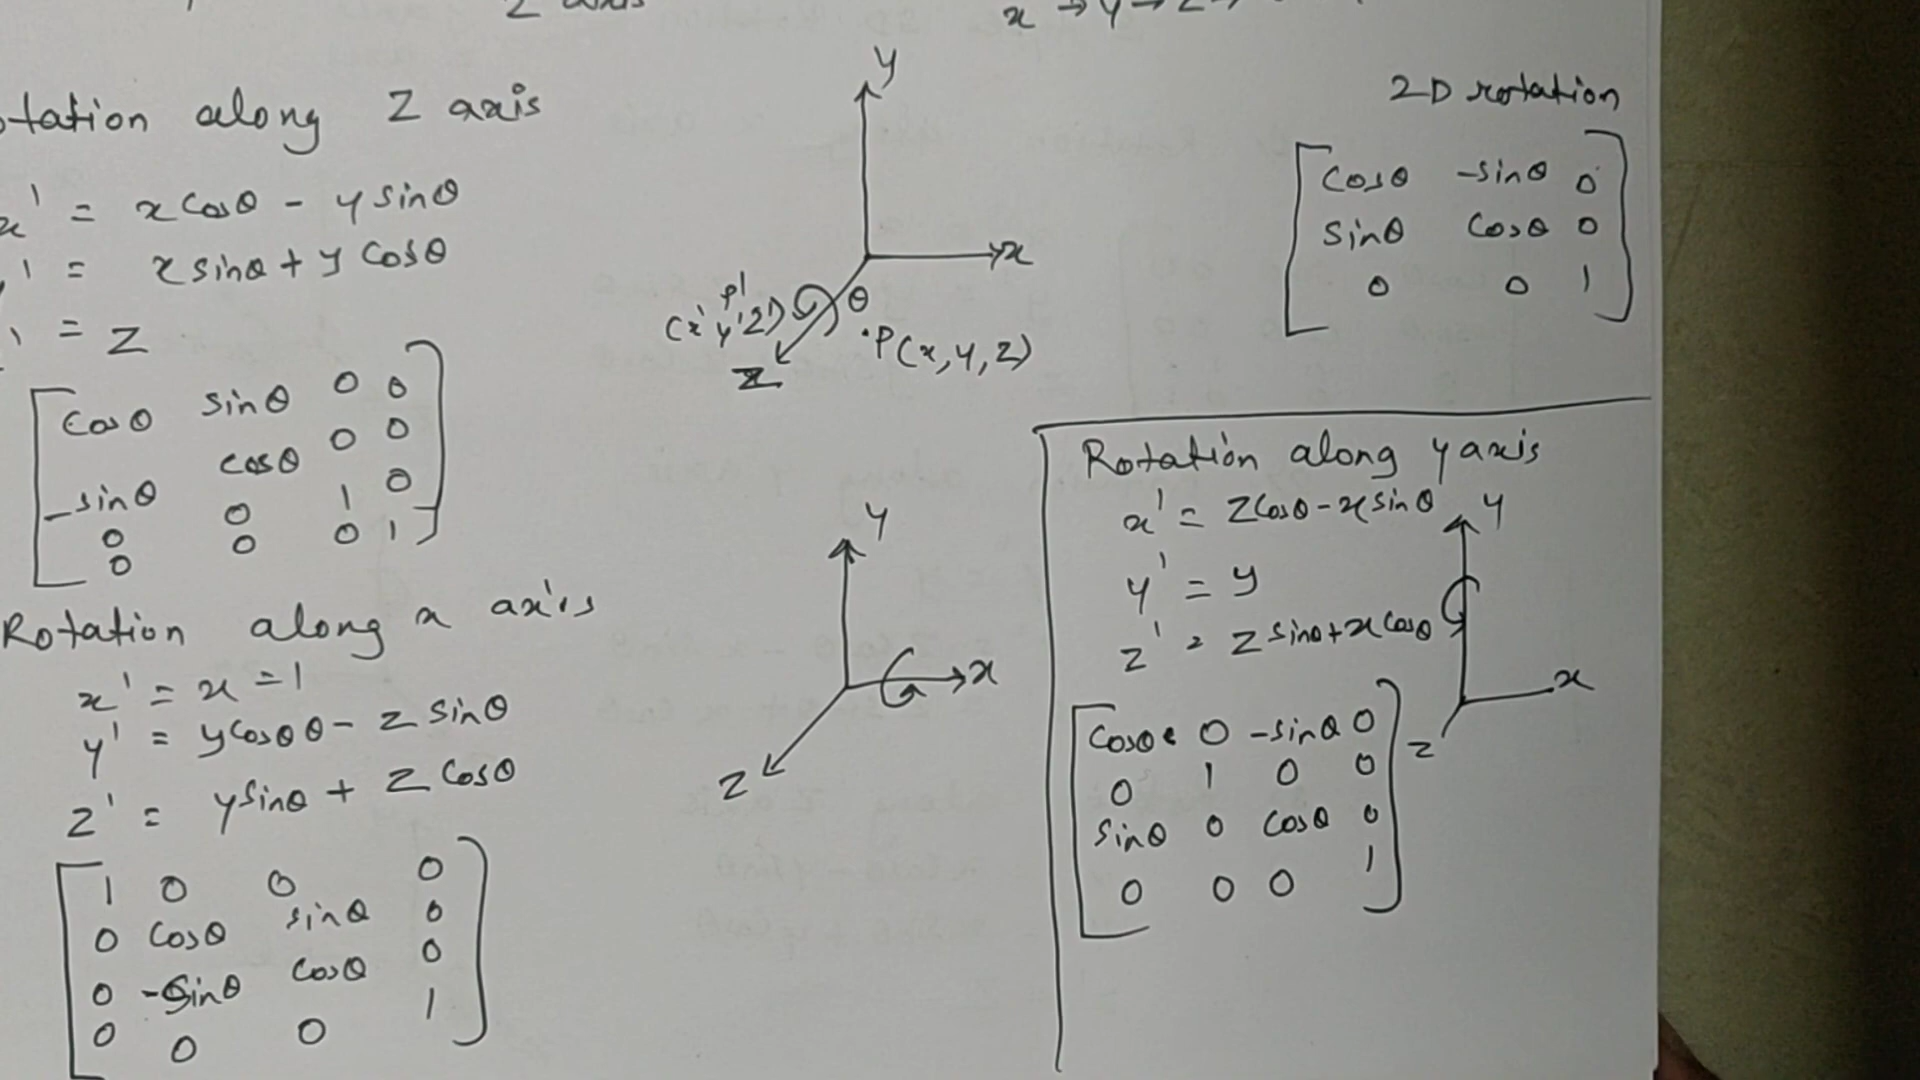 Z axis
x → y → z →
otation along Z axis
x' = x cosθ - y sinθ
' = x sinθ + y cosθ
' = z
cosθ sinθ 0 0
-sinθ cosθ 0 0
0 0 1 0
0 0 0 1
Rotation along x axis
x' = x = 1
y' = y cosθ θ - z sinθ
z' = y sinθ + z cosθ
1 0 0 0
0 cosθ sinθ 0
0 -sinθ cosθ 0
0 0 0 1
y
x
θ
p'
(x' y' z')
.P(x, y, z)
z
y
x
z
2D rotation
cosθ -sinθ 0
sinθ cosθ 0
0 0 1
Rotation along y axis
x' = z cosθ - x sinθ
y' = y
z' = z sinθ + x cosθ
y
x
z
cosθ 0 -sinθ 0
0 1 0 0
sinθ 0 cosθ 0
0 0 0 1